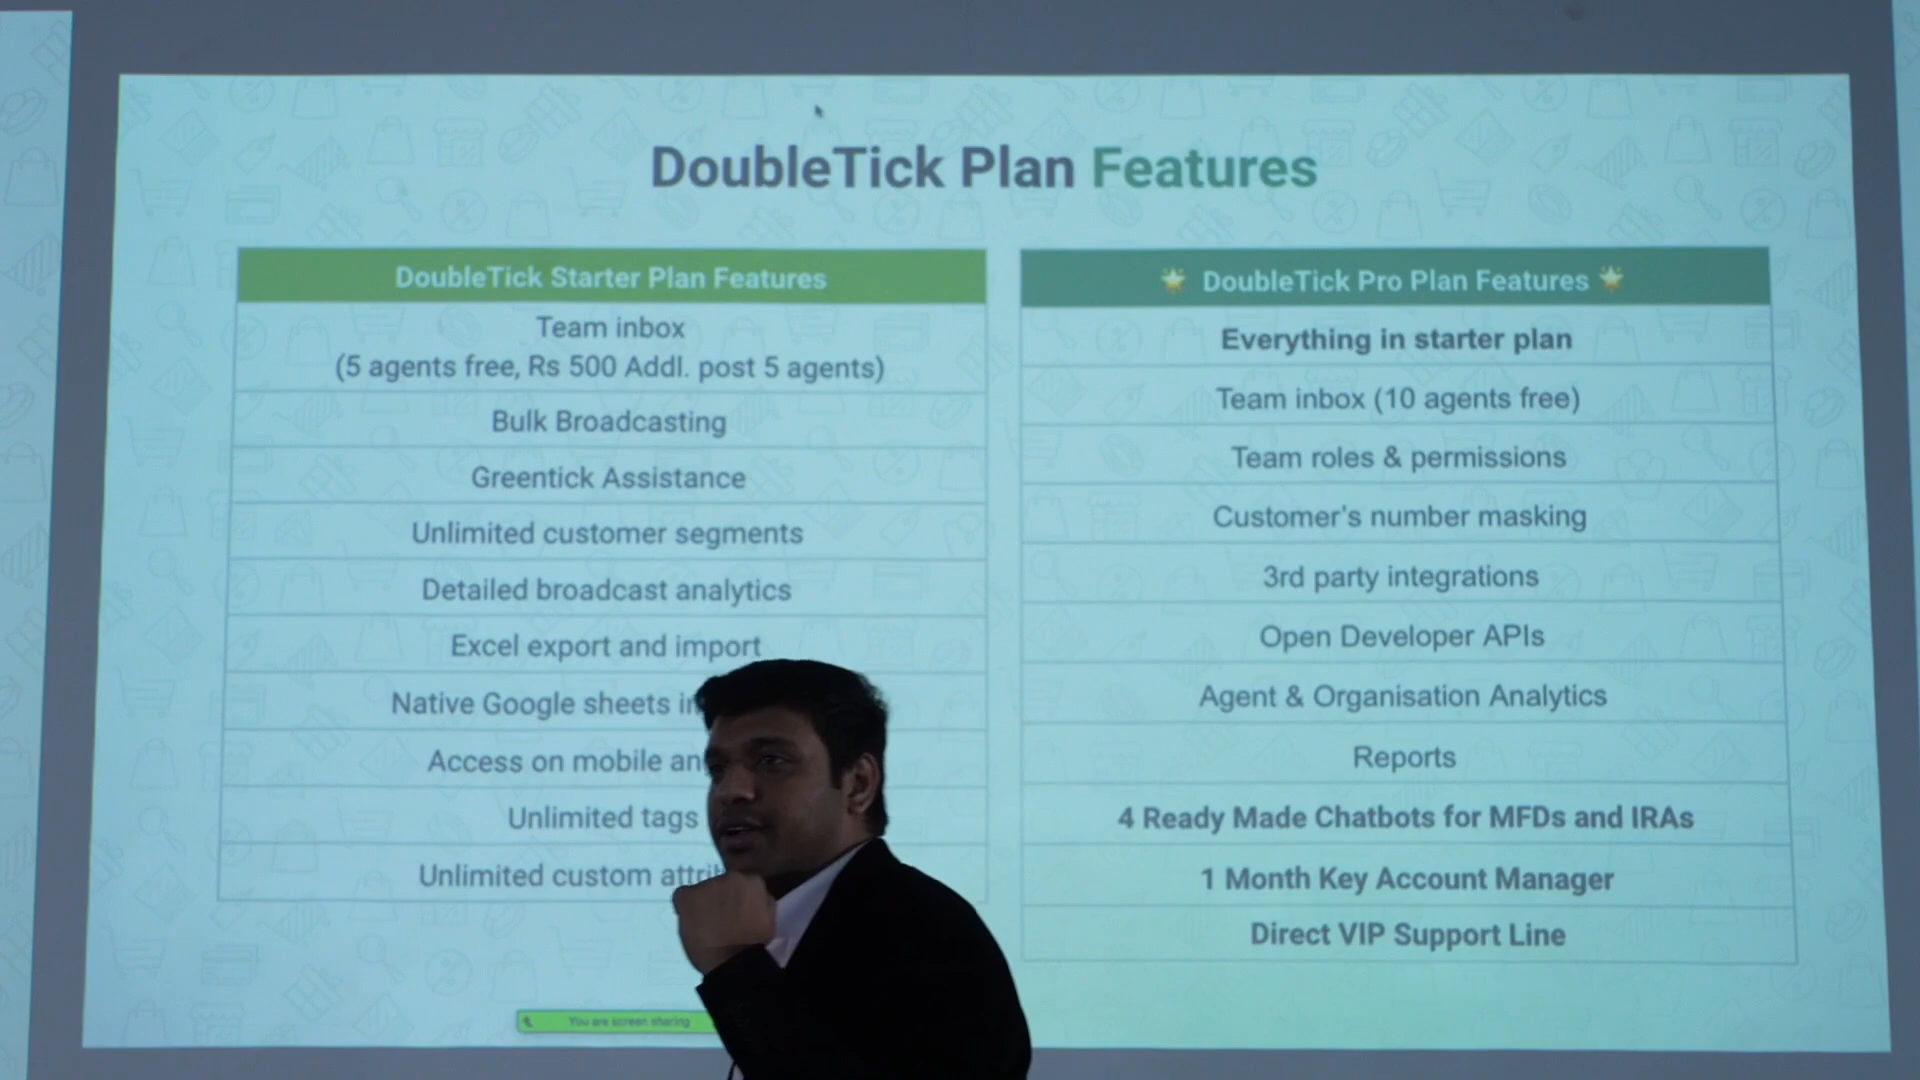 DoubleTick Plan Features
DoubleTick Starter Plan Features
Team inbox
(5 agents free, Rs 500 Addl. post 5 agents)
Bulk Broadcasting
Greentick Assistance
Unlimited customer segments
Detailed broadcast analytics
Excel export and import
Native Google sheets
Access on mobile
Unlimited tags
Unlimited custom
DoubleTick Pro Plan Features
Everything in starter plan
Team inbox (10 agents free)
Team roles & permissions
Customer's number masking
3rd party integrations
Open Developer APIs
Agent & Organisation Analytics
Reports
4 Ready Made Chatbots for MFDs and IRAs
1 Month Key Account Manager
Direct VIP Support Line
You are screen sharing